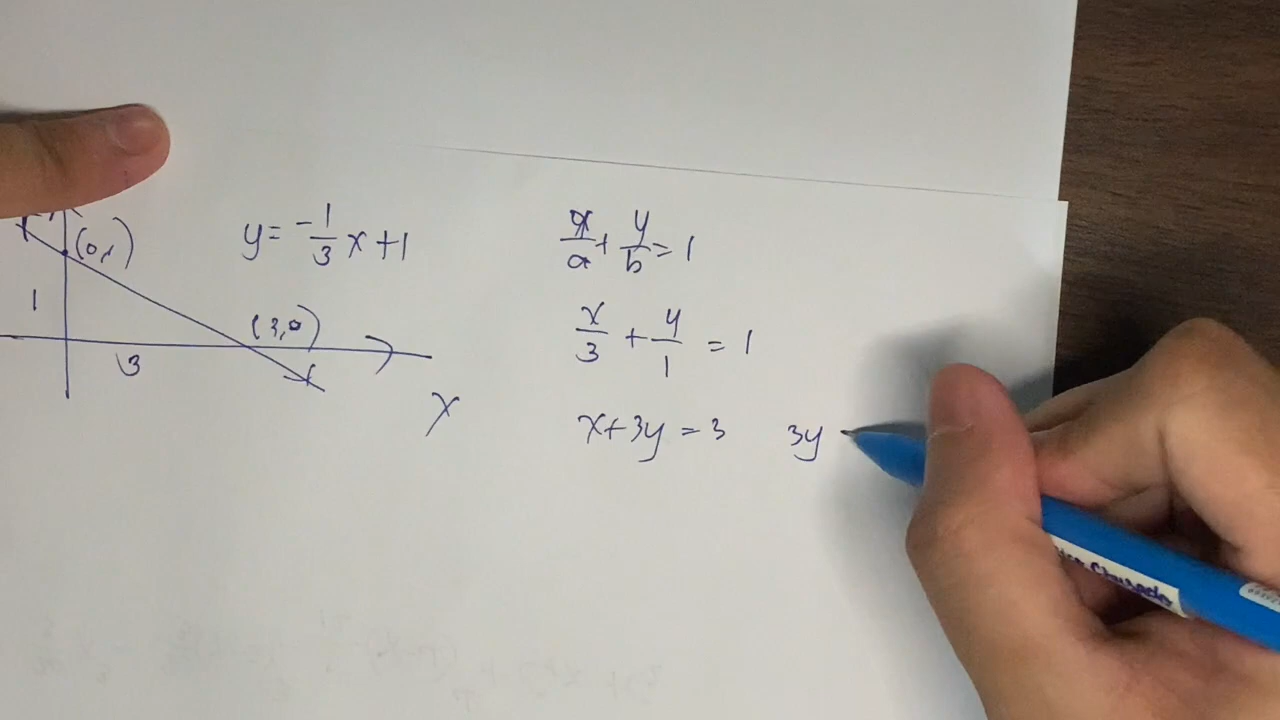 (0,1)
1
3
(3,0)
x
y = -1/3 x + 1
x/a + y/b = 1
x/3 + y/1 = 1
x + 3y = 3
3y